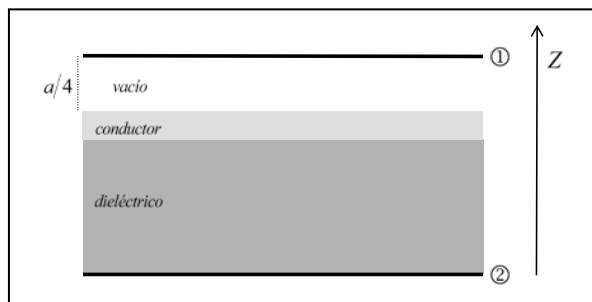 ①
Z
a/4
vacío
conductor
dieléctrico
②